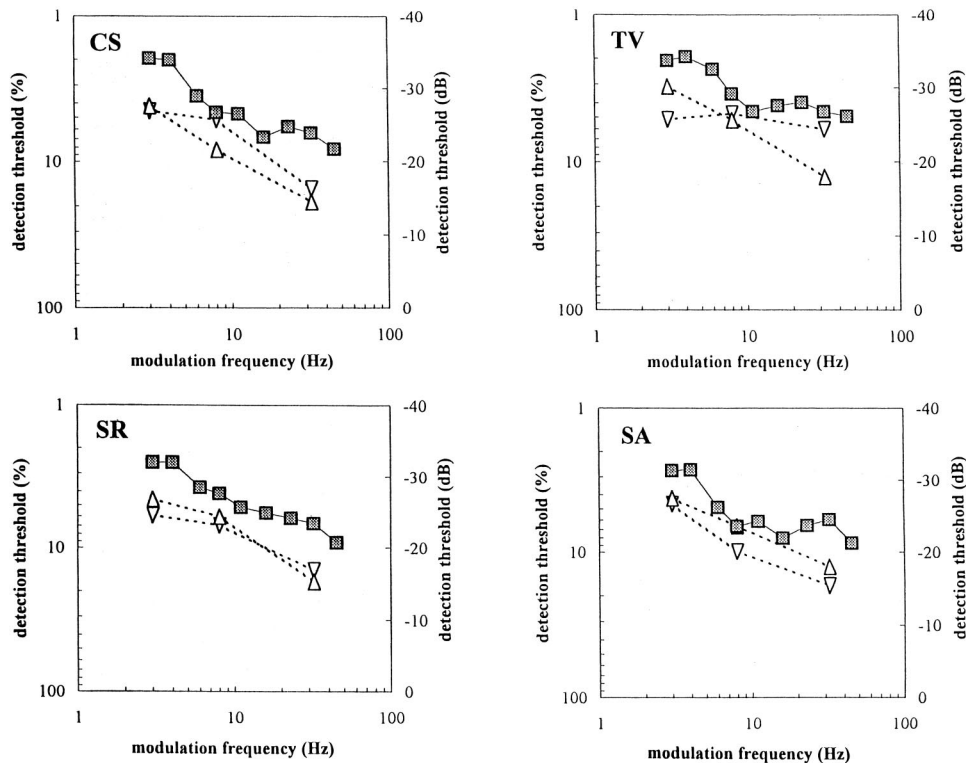 CS
1
10
100
detection threshold (%)
-40
-30
-20
-10
0
detection threshold (dB)
1
10
100
modulation frequency (Hz)
TV
1
10
100
detection threshold (%)
-40
-30
-20
-10
0
detection threshold (dB)
1
10
100
modulation frequency (Hz)
SR
1
10
100
detection threshold (%)
-40
-30
-20
-10
0
detection threshold (dB)
1
10
100
modulation frequency (Hz)
SA
1
10
100
detection threshold (%)
-40
-30
-20
-10
0
detection threshold (dB)
1
10
100
modulation frequency (Hz)